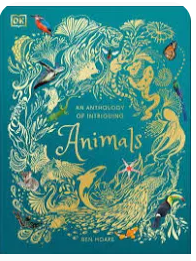 DK
AN ANTHOLOGY
OF INTRIGUING
Animals
BEN HOARE